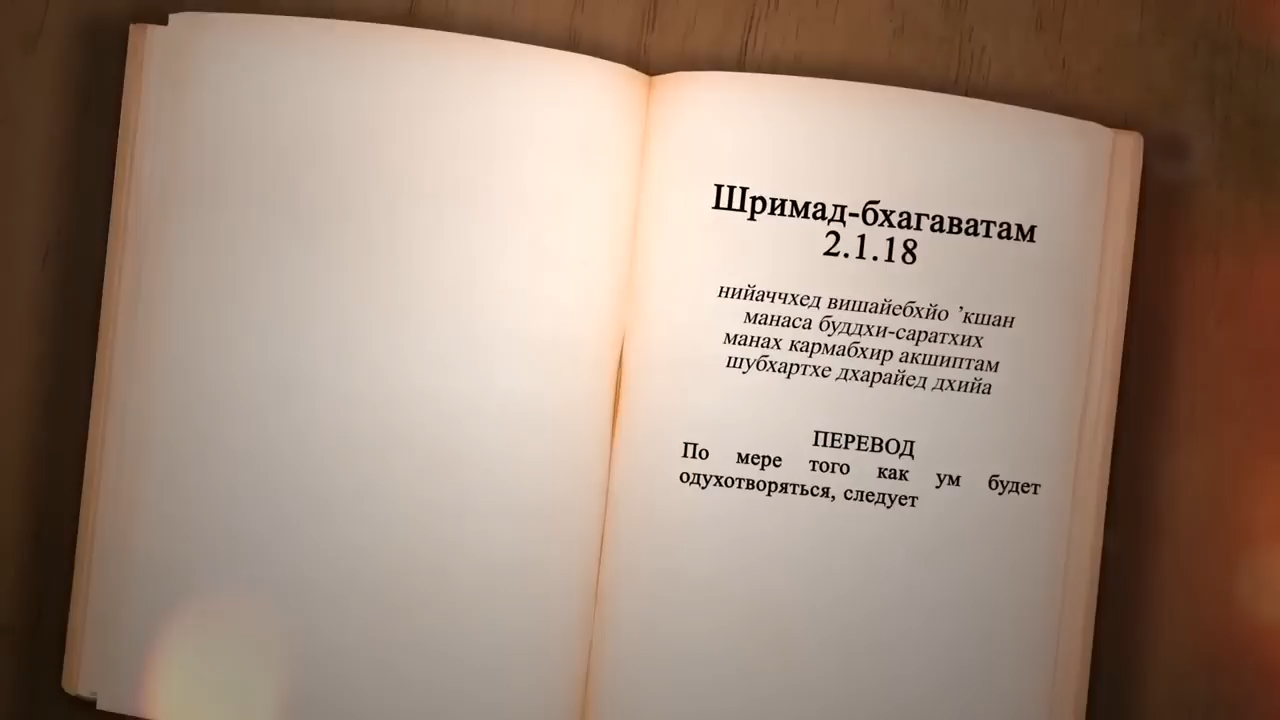 Шримад-бхагаватам
2.1.18
нийаччхед вишайебхйо ’кшан
манаса буддхи-саратхих
манах кармабхир акшиптам
шубхартхе дхарайед дхийа
ПЕРЕВОД
По мере того как ум будет
одухотворяться, следует